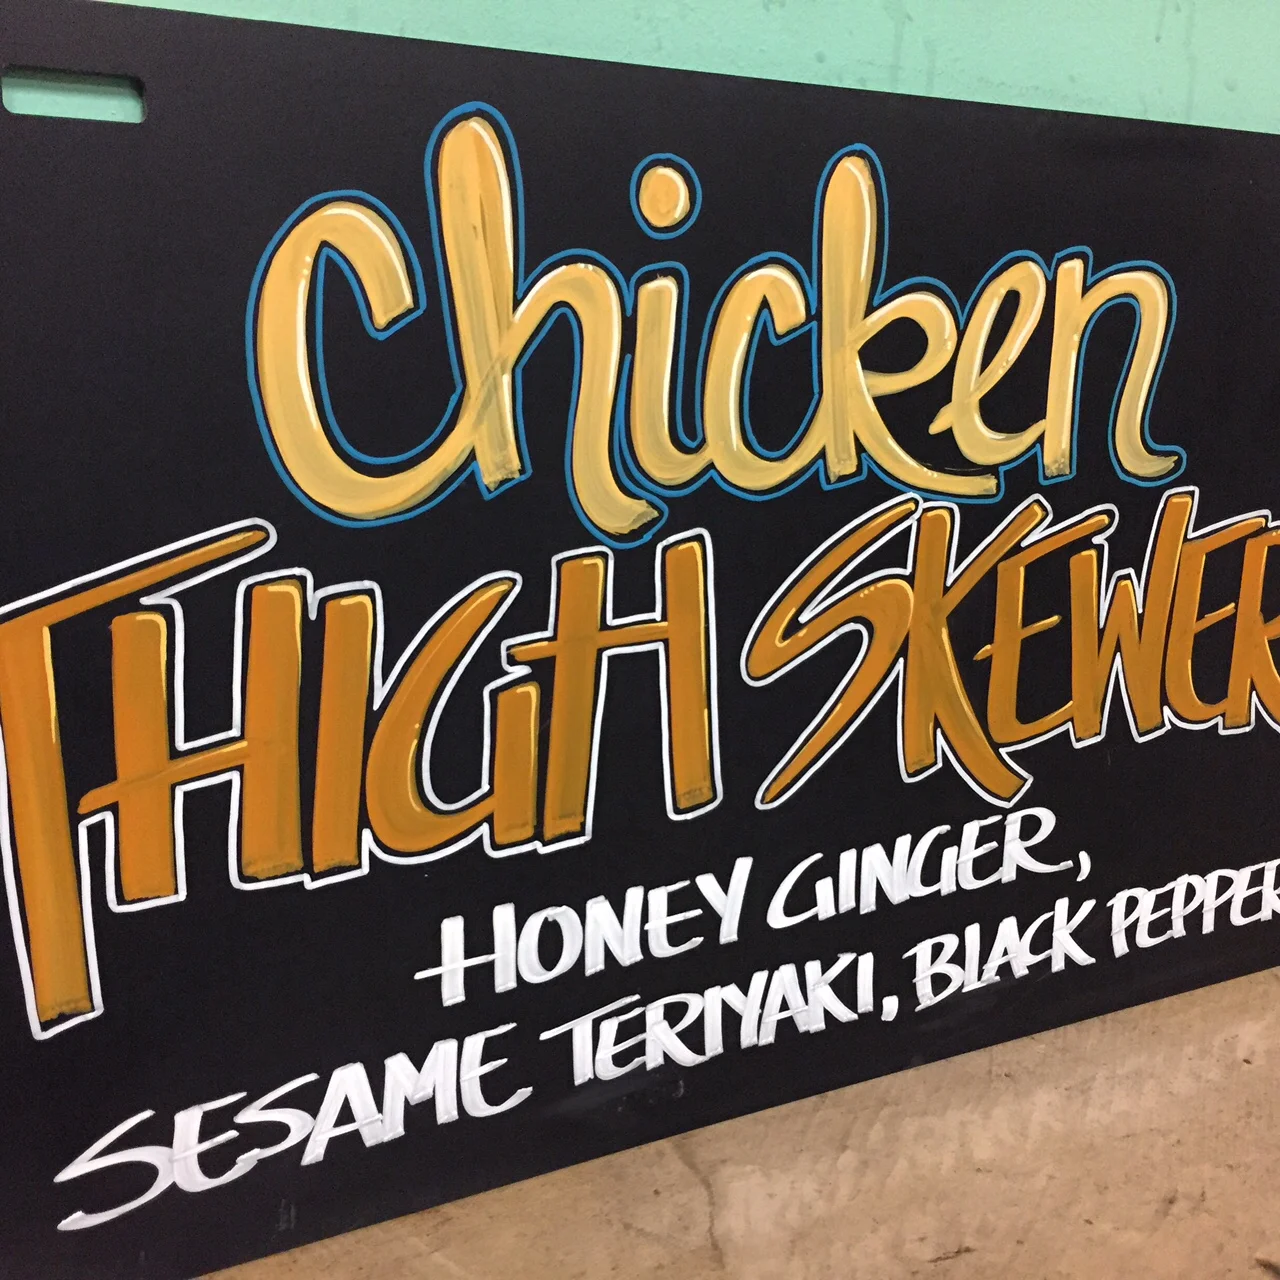 Chicken
THIGH SKEWER
HONEY GINGER,
SESAME TERIYAKI, BLACK PEPPER